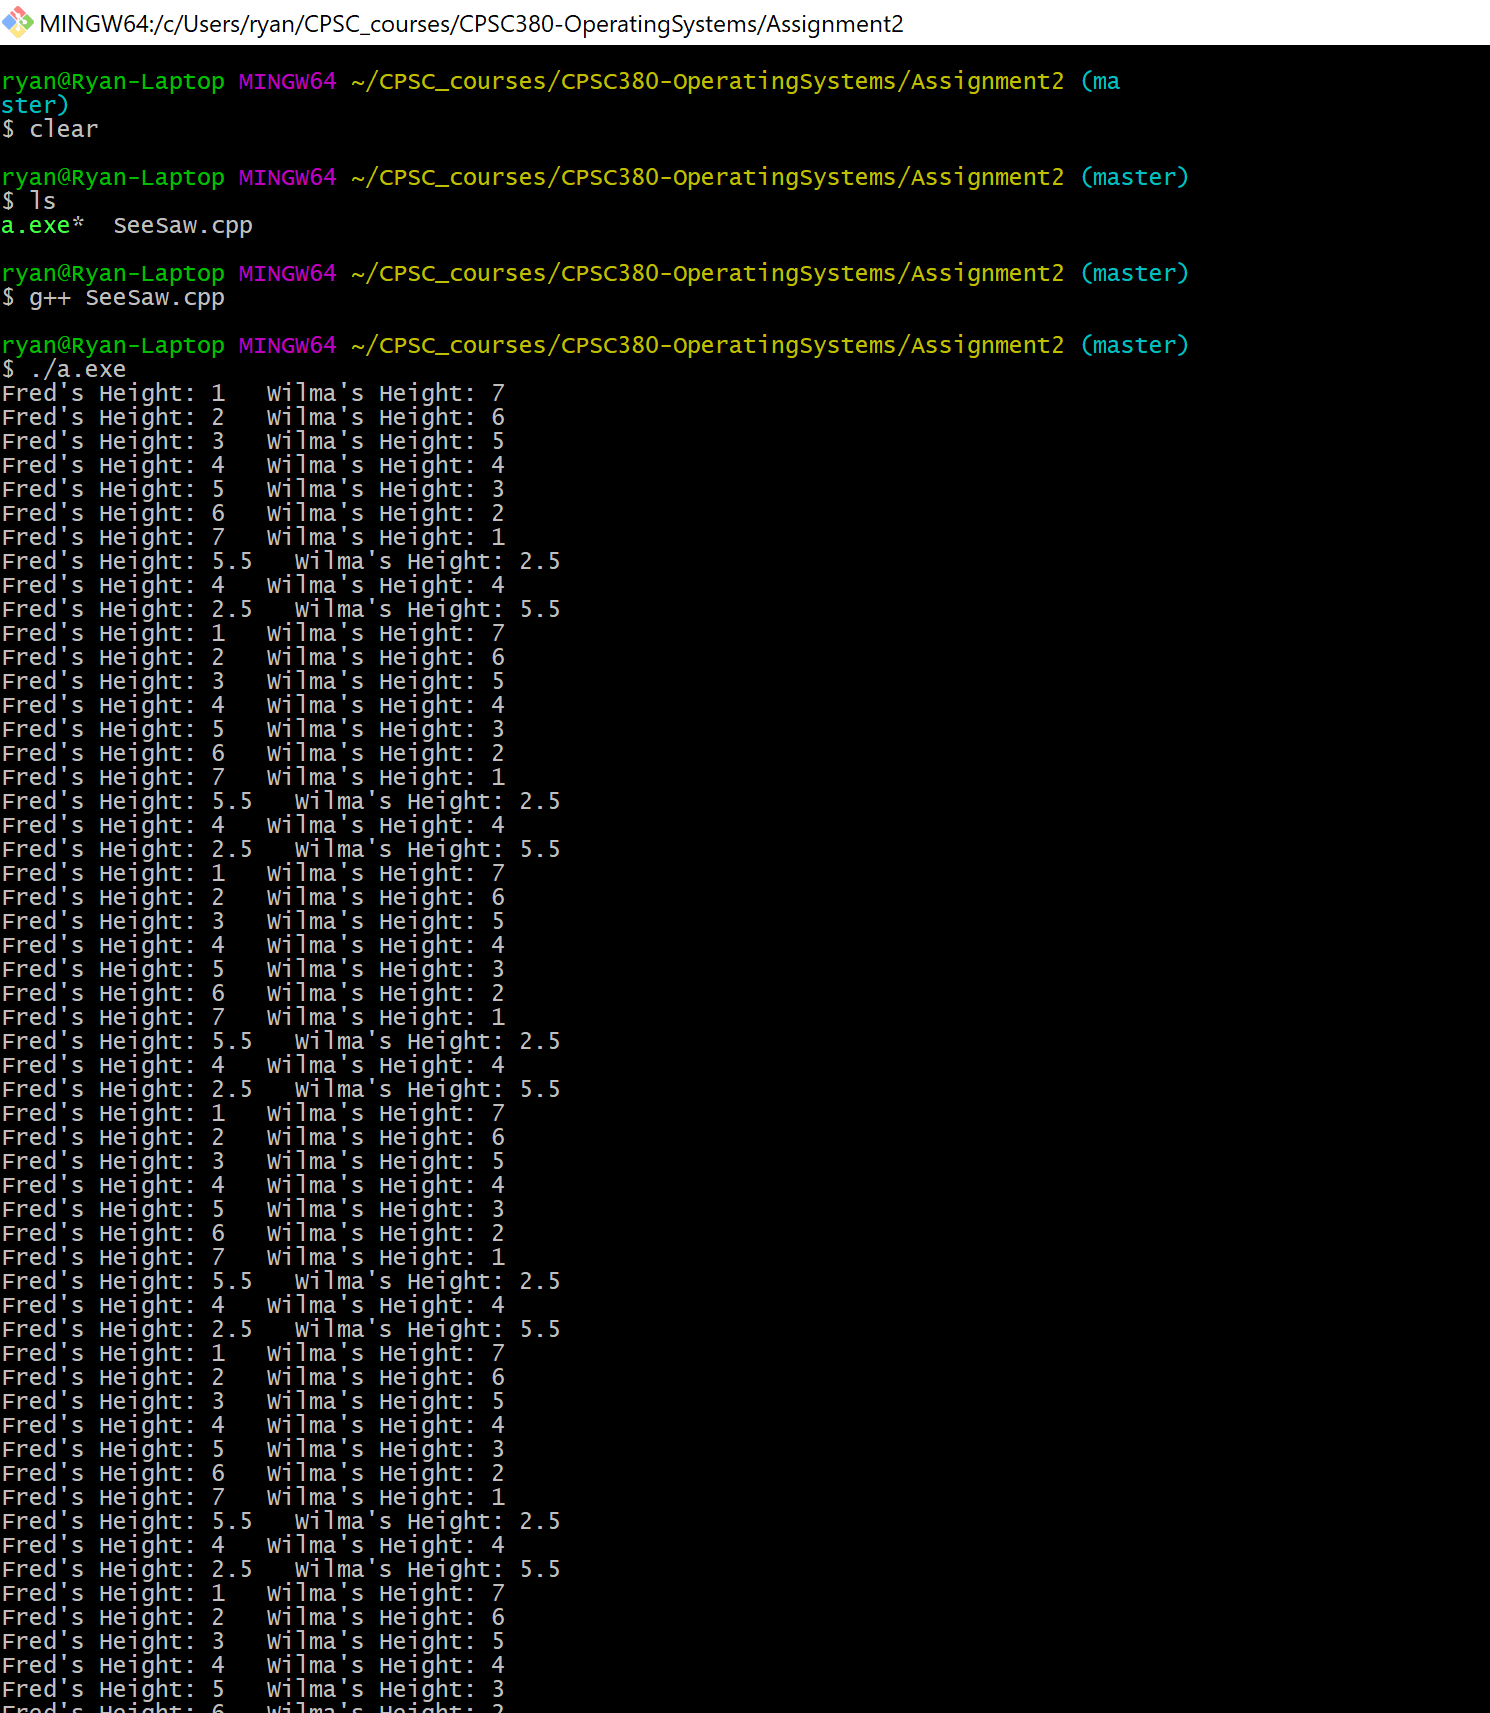 MINGW64:/c/Users/ryan/CPSC_courses/CPSC380-OperatingSystems/Assignment2
ryan@Ryan-Laptop MINGW64 ~/CPSC_courses/CPSC380-OperatingSystems/Assignment2 (ma
ster)
$ clear
ryan@Ryan-Laptop MINGW64 ~/CPSC_courses/CPSC380-OperatingSystems/Assignment2 (master)
$ ls
a.exe*  SeeSaw.cpp
ryan@Ryan-Laptop MINGW64 ~/CPSC_courses/CPSC380-OperatingSystems/Assignment2 (master)
$ g++ SeeSaw.cpp
ryan@Ryan-Laptop MINGW64 ~/CPSC_courses/CPSC380-OperatingSystems/Assignment2 (master)
$ ./a.exe
Fred's Height: 1   Wilma's Height: 7
Fred's Height: 2   Wilma's Height: 6
Fred's Height: 3   Wilma's Height: 5
Fred's Height: 4   Wilma's Height: 4
Fred's Height: 5   Wilma's Height: 3
Fred's Height: 6   Wilma's Height: 2
Fred's Height: 7   Wilma's Height: 1
Fred's Height: 5.5   Wilma's Height: 2.5
Fred's Height: 4   Wilma's Height: 4
Fred's Height: 2.5   Wilma's Height: 5.5
Fred's Height: 1   Wilma's Height: 7
Fred's Height: 2   Wilma's Height: 6
Fred's Height: 3   Wilma's Height: 5
Fred's Height: 4   Wilma's Height: 4
Fred's Height: 5   Wilma's Height: 3
Fred's Height: 6   Wilma's Height: 2
Fred's Height: 7   Wilma's Height: 1
Fred's Height: 5.5   Wilma's Height: 2.5
Fred's Height: 4   Wilma's Height: 4
Fred's Height: 2.5   Wilma's Height: 5.5
Fred's Height: 1   Wilma's Height: 7
Fred's Height: 2   Wilma's Height: 6
Fred's Height: 3   Wilma's Height: 5
Fred's Height: 4   Wilma's Height: 4
Fred's Height: 5   Wilma's Height: 3
Fred's Height: 6   Wilma's Height: 2
Fred's Height: 7   Wilma's Height: 1
Fred's Height: 5.5   Wilma's Height: 2.5
Fred's Height: 4   Wilma's Height: 4
Fred's Height: 2.5   Wilma's Height: 5.5
Fred's Height: 1   Wilma's Height: 7
Fred's Height: 2   Wilma's Height: 6
Fred's Height: 3   Wilma's Height: 5
Fred's Height: 4   Wilma's Height: 4
Fred's Height: 5   Wilma's Height: 3
Fred's Height: 6   Wilma's Height: 2
Fred's Height: 7   Wilma's Height: 1
Fred's Height: 5.5   Wilma's Height: 2.5
Fred's Height: 4   Wilma's Height: 4
Fred's Height: 2.5   Wilma's Height: 5.5
Fred's Height: 1   Wilma's Height: 7
Fred's Height: 2   Wilma's Height: 6
Fred's Height: 3   Wilma's Height: 5
Fred's Height: 4   Wilma's Height: 4
Fred's Height: 5   Wilma's Height: 3
Fred's Height: 6   Wilma's Height: 2
Fred's Height: 7   Wilma's Height: 1
Fred's Height: 5.5   Wilma's Height: 2.5
Fred's Height: 4   Wilma's Height: 4
Fred's Height: 2.5   Wilma's Height: 5.5
Fred's Height: 1   Wilma's Height: 7
Fred's Height: 2   Wilma's Height: 6
Fred's Height: 3   Wilma's Height: 5
Fred's Height: 4   Wilma's Height: 4
Fred's Height: 5   Wilma's Height: 3
Fred's Height: 6   Wilma's Height: 2